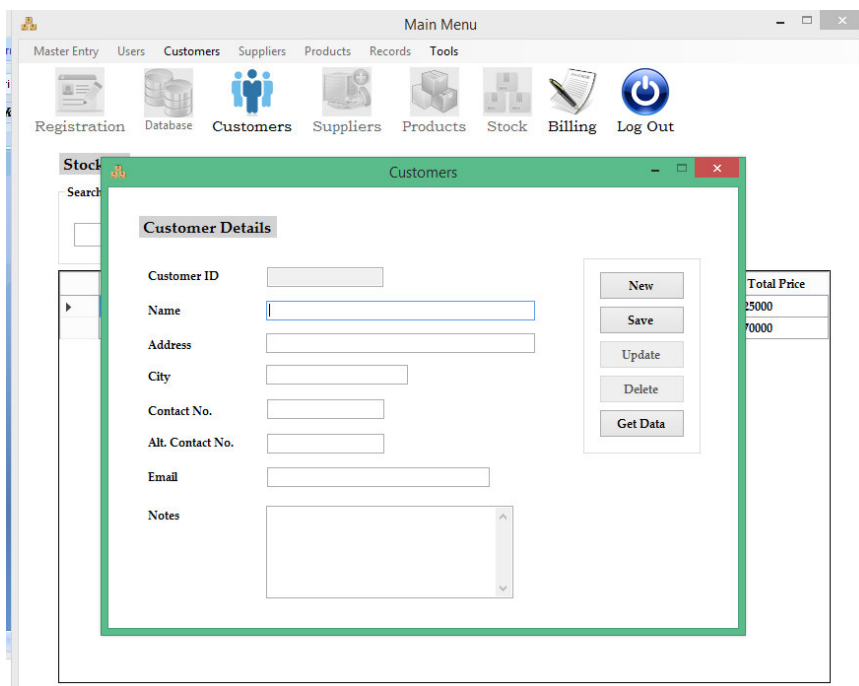 Main Menu
Master Entry Users Customers Suppliers Products Records Tools
Registration Database Customers Suppliers Products Stock Billing Log Out
Stock
Customers
Search
Customer Details
Customer ID
New
Total Price
Name
25000
Save
70000
Address
Update
City
Delete
Contact No.
Get Data
Alt. Contact No.
Email
Notes